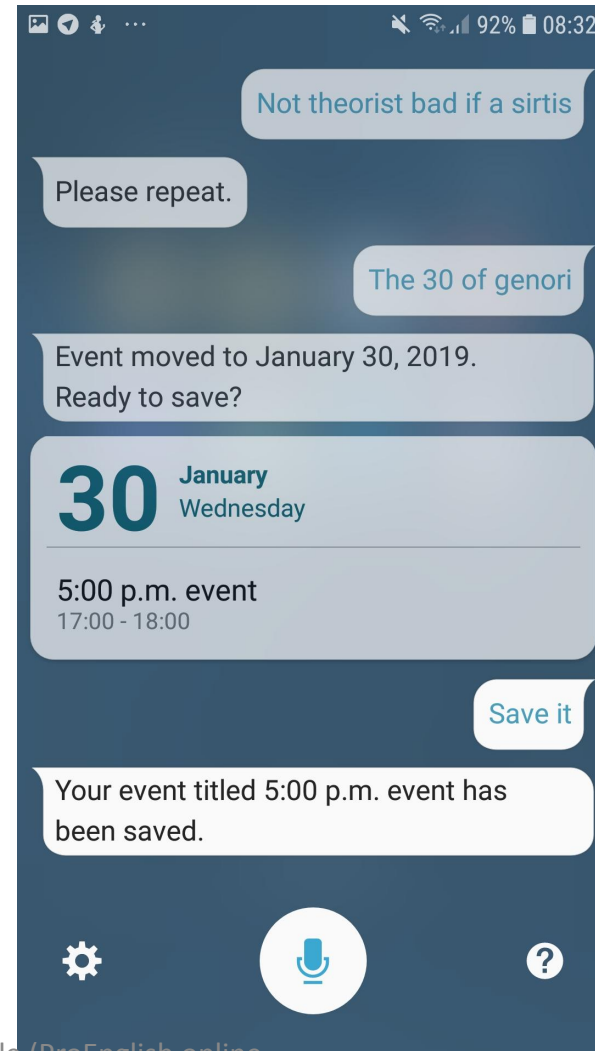 92% 08:32
Not theorist bad if a sirtis
Please repeat.
The 30 of genori
Event moved to January 30, 2019.
Ready to save?
30
January
Wednesday
5:00 p.m. event
17:00 - 18:00
Save it
Your event titled 5:00 p.m. event has
been saved.
?
(ProEnglish online